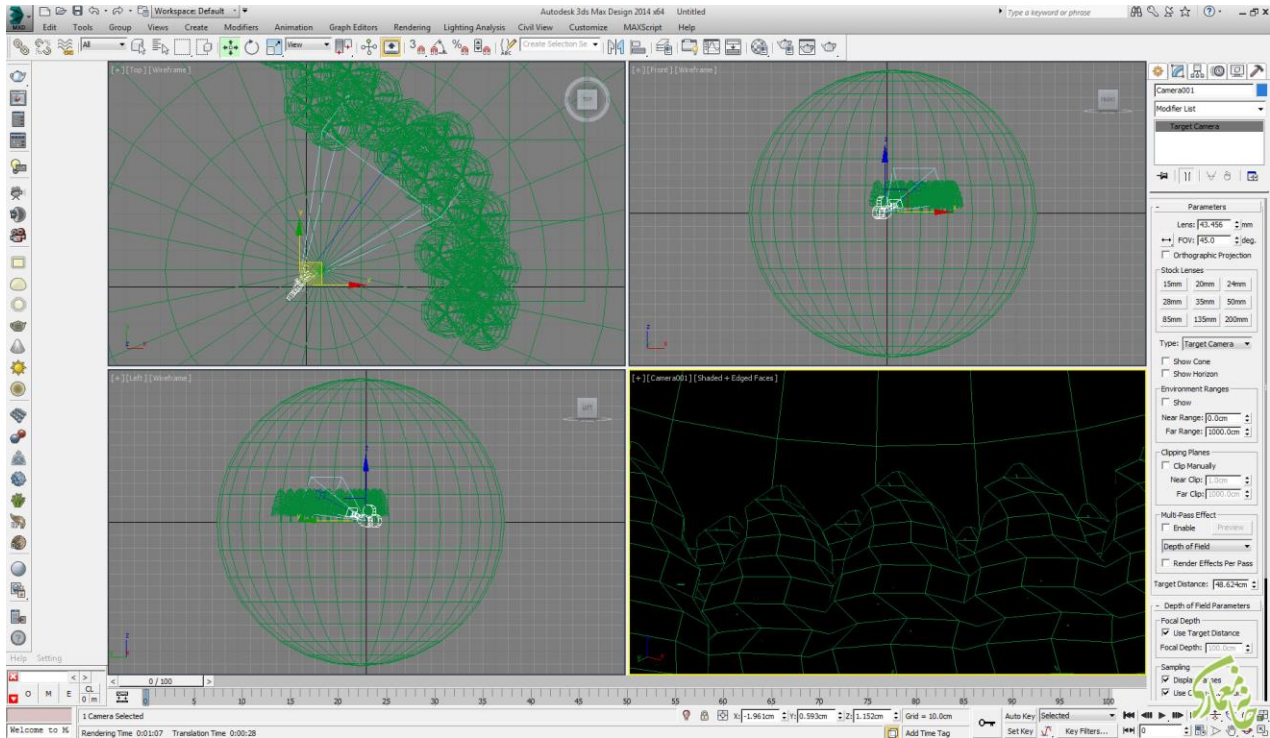 Workspace: Default
Autodesk 3ds Max Design 2014 x64 Untitled
Type a keyword or phrase
MXD Edit Tools Group Views Create Modifiers Animation Graph Editors Rendering Lighting Analysis Civil View Customize MAXScript Help
All View Create Selection Se
[+][Top][Wireframe]
TOP
[+][Front][Wireframe]
FRONT
[+][Left][Wireframe]
LEFT
[+][Camera001][Shaded + Edged Faces]
Camera001
Modifier List
Target Camera
- Parameters
Lens: 43.456 mm
FOV: 45.0 deg.
Orthographic Projection
Stock Lenses
15mm 20mm 24mm
28mm 35mm 50mm
85mm 135mm 200mm
Type: Target Camera
Show Cone
Show Horizon
Environment Ranges
Show
Near Range: 0.0cm
Far Range: 1000.0cm
Clipping Planes
Clip Manually
Near Clip: 1.0cm
Far Clip: 1000.0cm
Multi-Pass Effect
Enable Preview
Depth of Field
Render Effects Per Pass
Target Distance: 48.624cm
- Depth of Field Parameters
Focal Depth
Use Target Distance
Focal Depth: 100.0cm
Sampling
Help Setting
< 0 / 100 >
O M E CL
0 m
0 5 10 15 20 25 30 35 40 45 50 55 60 65 70 75 80 85 90 95 100
1 Camera Selected
X: -1.961cm Y: 0.593cm Z: 1.152cm Grid = 10.0cm
Auto Key Selected
Welcome to M
Rendering Time 0:01:07 Translation Time 0:00:28
Add Time Tag
Set Key Key Filters... 0